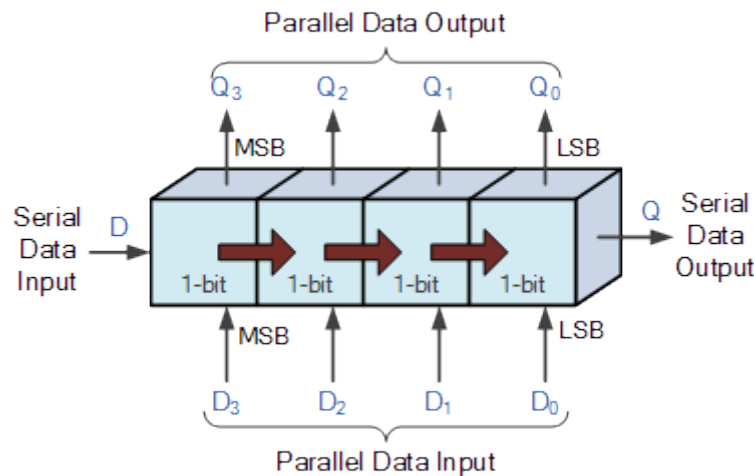 Parallel Data Output
Q₃ Q₂ Q₁ Q₀
MSB LSB
Serial
Data
Input
D
Q
Serial
Data
Output
1-bit 1-bit 1-bit 1-bit
MSB LSB
D₃ D₂ D₁ D₀
Parallel Data Input